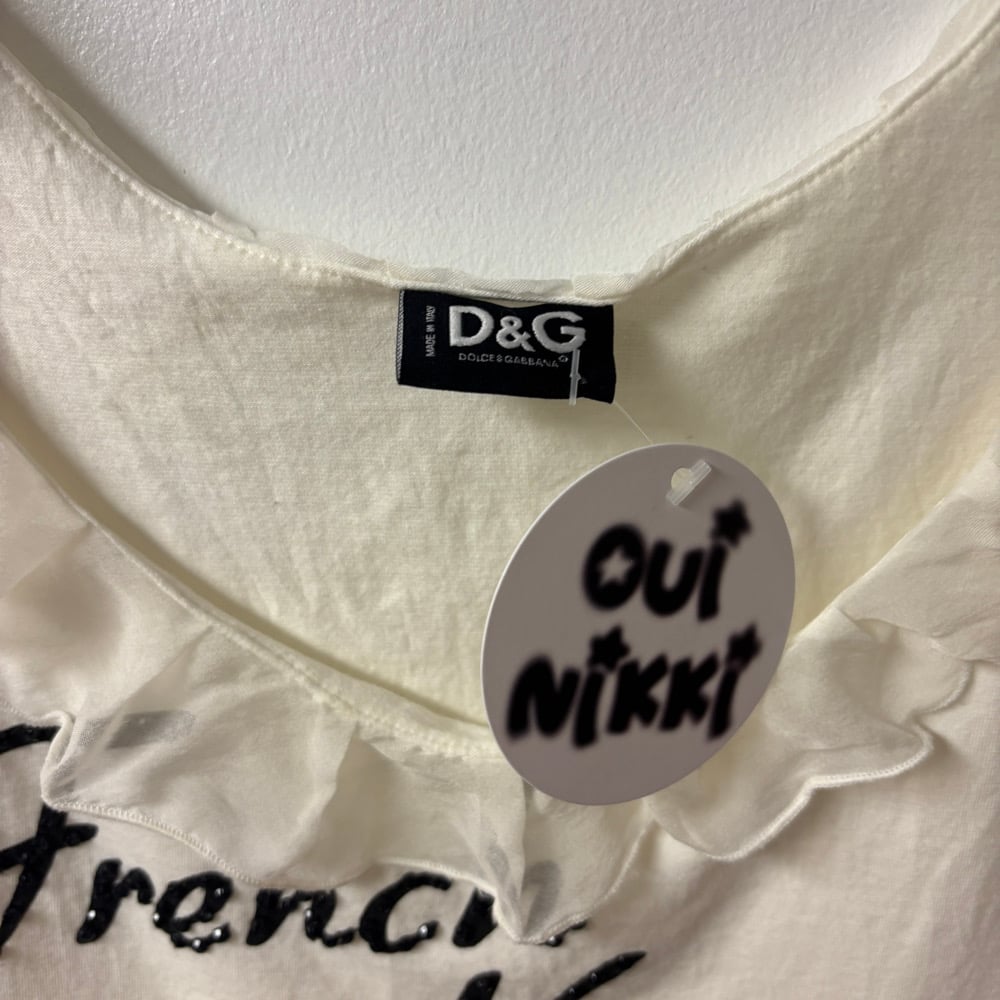 MADE IN ITALY
D&G
DOLCE&GABBANA
OUI
NiKKi
French